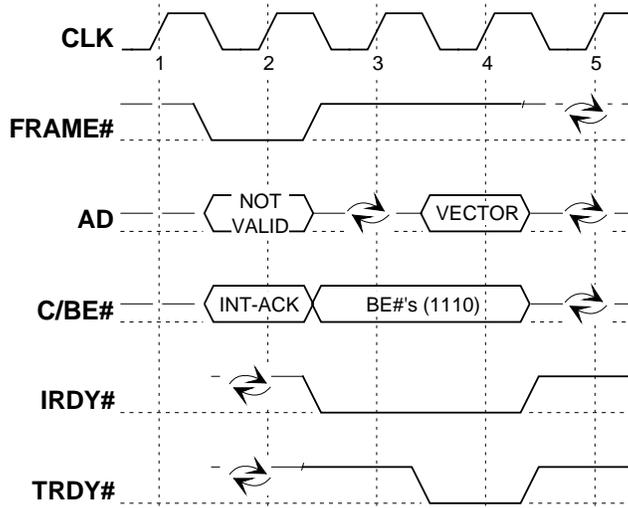 CLK
1 2 3 4 5
FRAME#
AD
NOT
VALID
VECTOR
C/BE#
INT-ACK
BE#'s (1110)
IRDY#
TRDY#